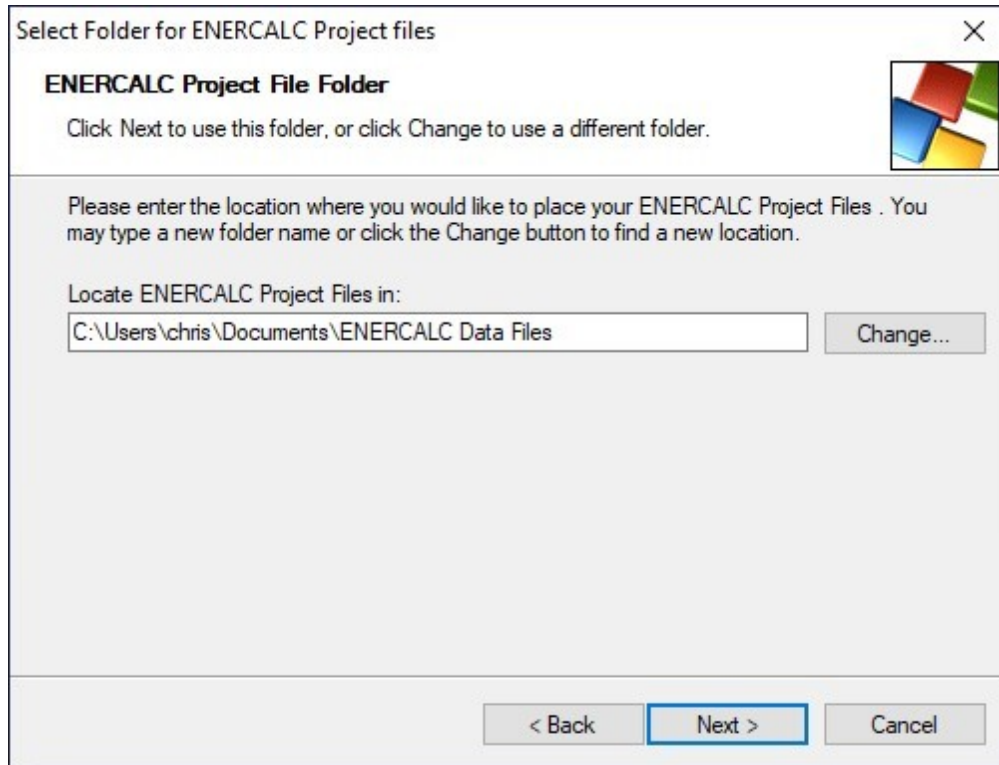 Select Folder for ENERCALC Project files
ENERCALC Project File Folder
Click Next to use this folder, or click Change to use a different folder.
Please enter the location where you would like to place your ENERCALC Project Files . You
may type a new folder name or click the Change button to find a new location.
Locate ENERCALC Project Files in:
C:\Users\chris\Documents\ENERCALC Data Files
Change...
< Back
Next >
Cancel